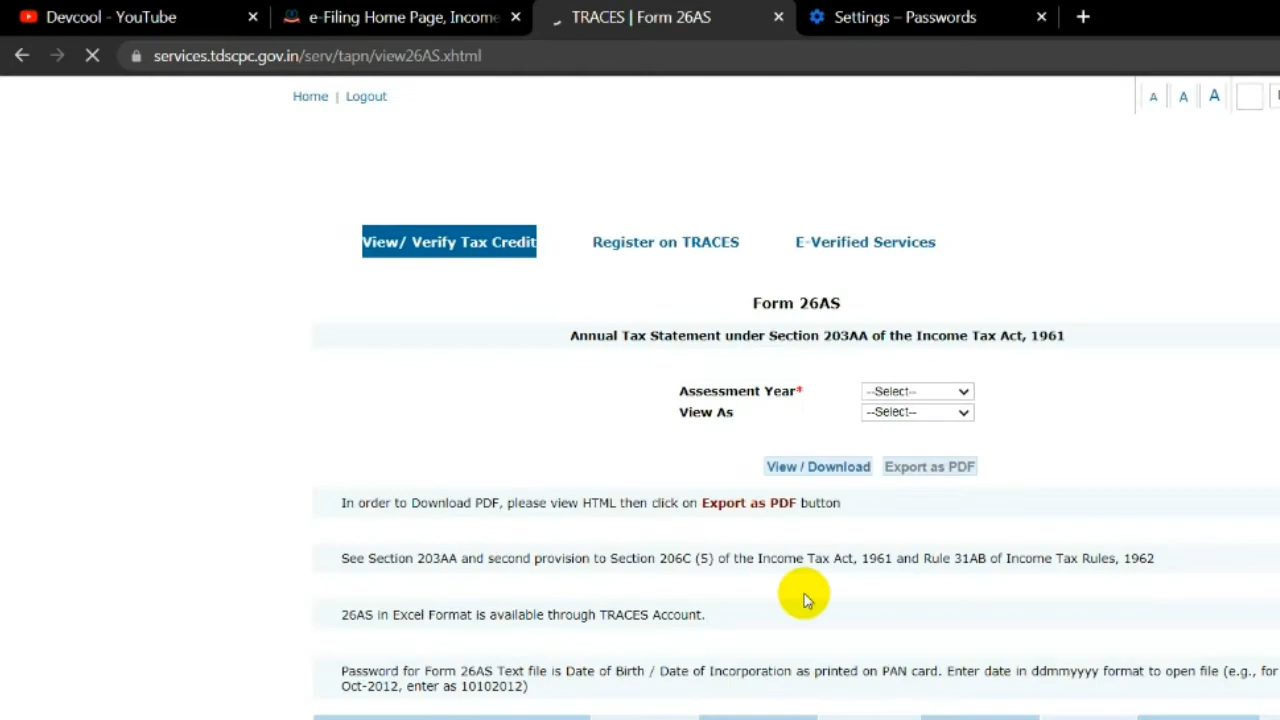 Devcool - YouTube
e-Filing Home Page, Income
TRACES | Form 26AS
Settings – Passwords
services.tdscpc.gov.in/serv/tapn/view26AS.xhtml
Home | Logout
A A A
View/ Verify Tax Credit
Register on TRACES
E-Verified Services
Form 26AS
Annual Tax Statement under Section 203AA of the Income Tax Act, 1961
Assessment Year* --Select--
View As --Select--
View / Download Export as PDF
In order to Download PDF, please view HTML then click on Export as PDF button
See Section 203AA and second provision to Section 206C (5) of the Income Tax Act, 1961 and Rule 31AB of Income Tax Rules, 1962
26AS in Excel Format is available through TRACES Account.
Password for Form 26AS Text file is Date of Birth / Date of Incorporation as printed on PAN card. Enter date in ddmmyyyy format to open file (e.g., for
Oct-2012, enter as 10102012)